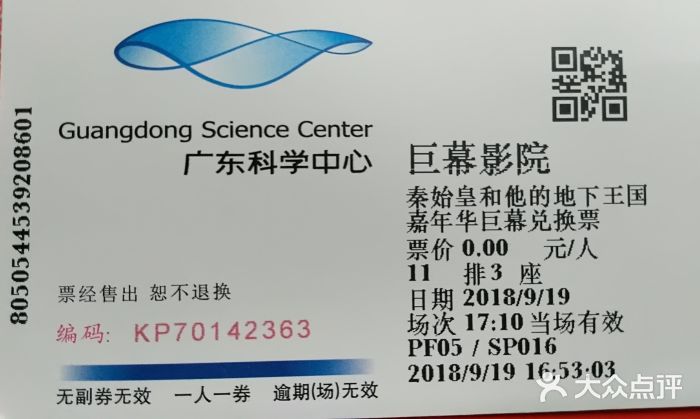 Guangdong Science Center
广东科学中心
8050544539208601
票经售出 恕不退换
编码: KP70142363
无副券无效 一人一券 逾期(场)无效
巨幕影院
秦始皇和他的地下王国
嘉年华巨幕兑换票
票价 0.00 元/人
11 排 3 座
日期 2018/9/19
场次 17:10 当场有效
PF05 / SP016
2018/9/19 16:53:03
大众点评